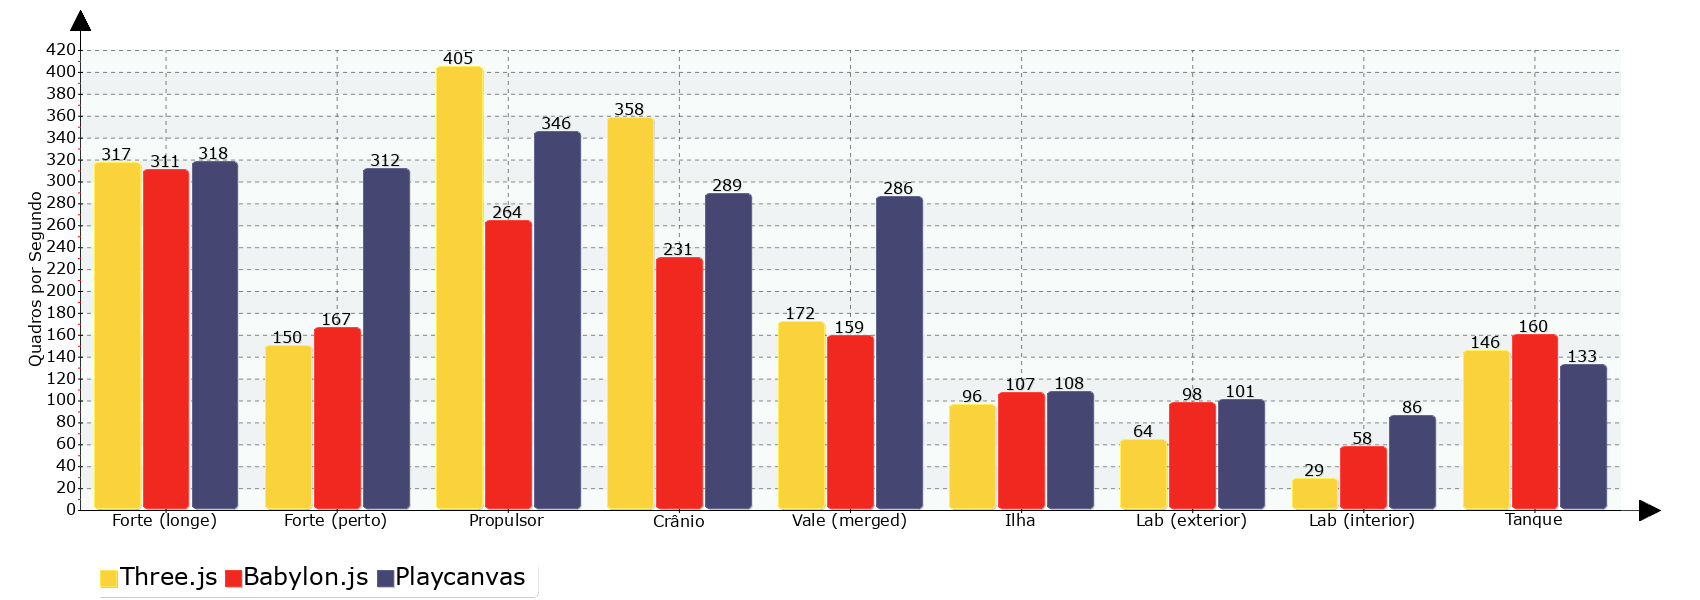 Quadros por Segundo
420
400
380
360
340
320
300
280
260
240
220
200
180
160
140
120
100
80
60
40
20
0
317 311 318
150 167 312
405 264 346
358 231 289
172 159 286
96 107 108
64 98 101
29 58 86
146 160 133
Forte (longe) Forte (perto) Propulsor Crânio Vale (merged) Ilha Lab (exterior) Lab (interior) Tanque
Three.js Babylon.js Playcanvas